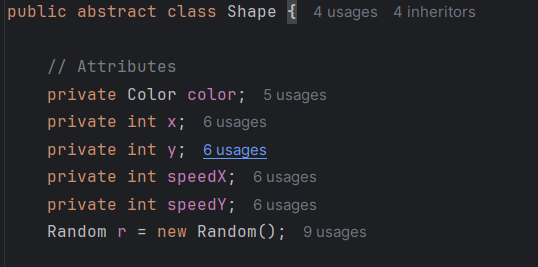 public abstract class Shape { 4 usages 4 inheritors
// Attributes
private Color color; 5 usages
private int x; 6 usages
private int y; 6 usages
private int speedX; 6 usages
private int speedY; 6 usages
Random r = new Random(); 9 usages